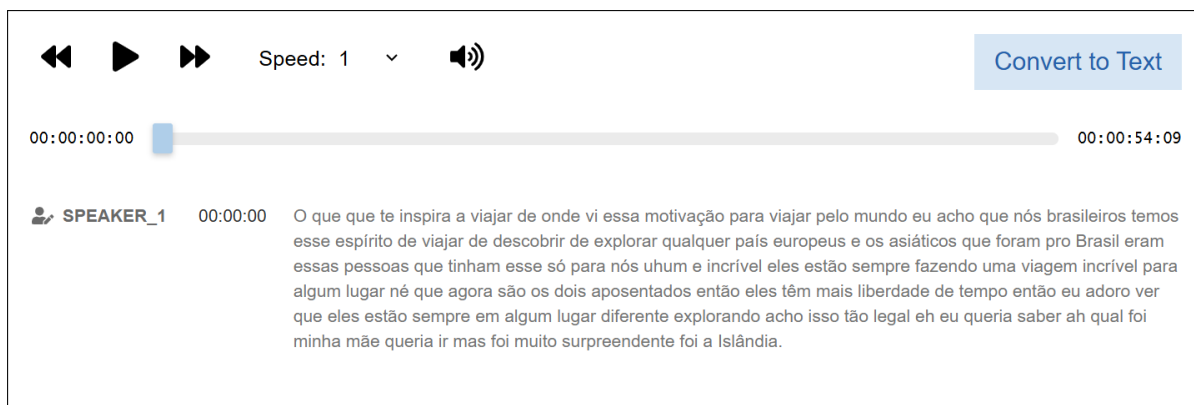 Speed: 1
Convert to Text
00:00:00:00
00:00:54:09
SPEAKER_1 00:00:00 O que que te inspira a viajar de onde vi essa motivação para viajar pelo mundo eu acho que nós brasileiros temos
esse espírito de viajar de descobrir de explorar qualquer país europeus e os asiáticos que foram pro Brasil eram
essas pessoas que tinham esse só para nós uhum e incrível eles estão sempre fazendo uma viagem incrível para
algum lugar né que agora são os dois aposentados então eles têm mais liberdade de tempo então eu adoro ver
que eles estão sempre em algum lugar diferente explorando acho isso tão legal eh eu queria saber ah qual foi
minha mãe queria ir mas foi muito surpreendente foi a Islândia.